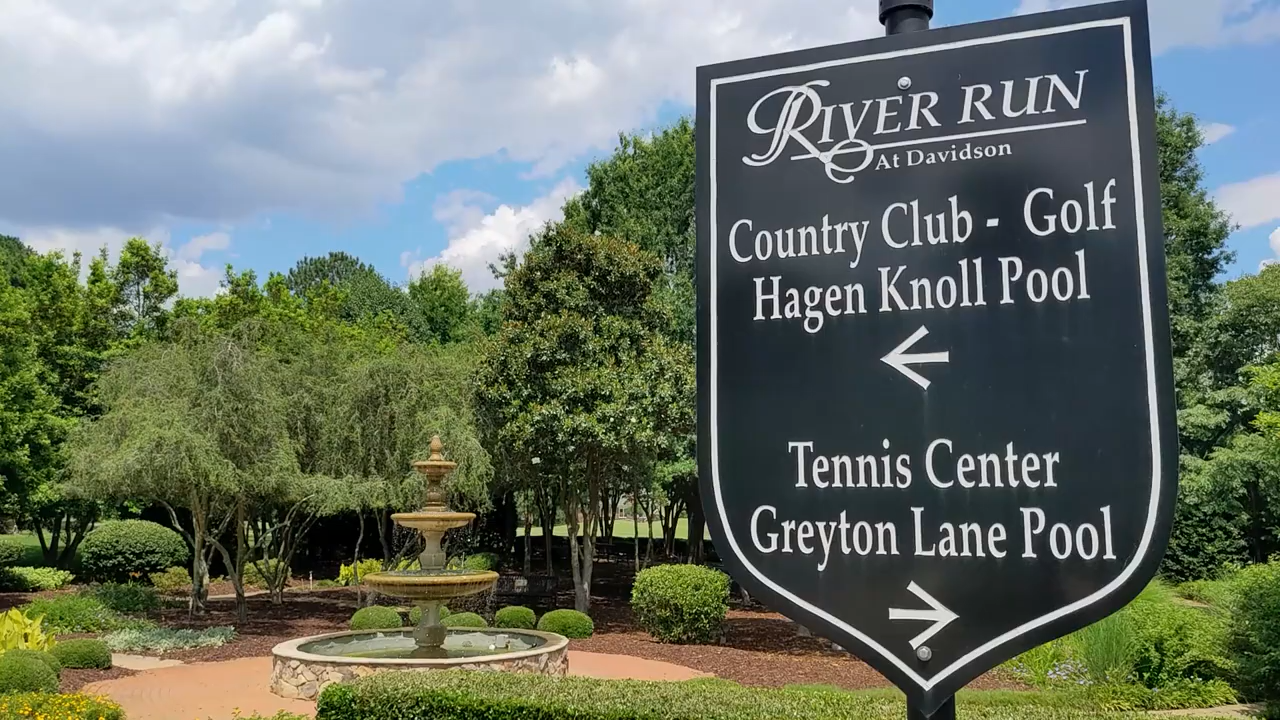 RIVER RUN
At Davidson
Country Club - Golf
Hagen Knoll Pool
Tennis Center
Greyton Lane Pool